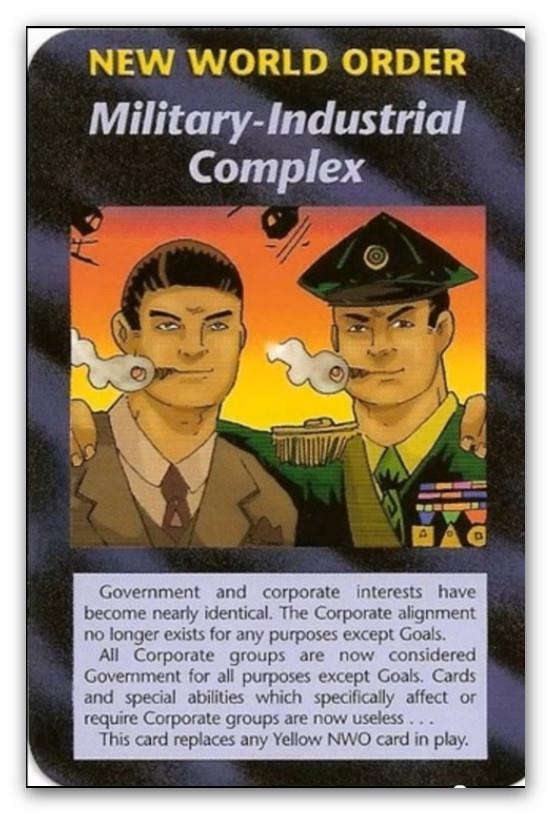 NEW WORLD ORDER
Military-Industrial
Complex
Government and corporate interests have
become nearly identical. The Corporate alignment
no longer exists for any purposes except Goals.
All Corporate groups are now considered
Government for all purposes except Goals. Cards
and special abilities which specifically affect or
require Corporate groups are now useless . . .
This card replaces any Yellow NWO card in play.